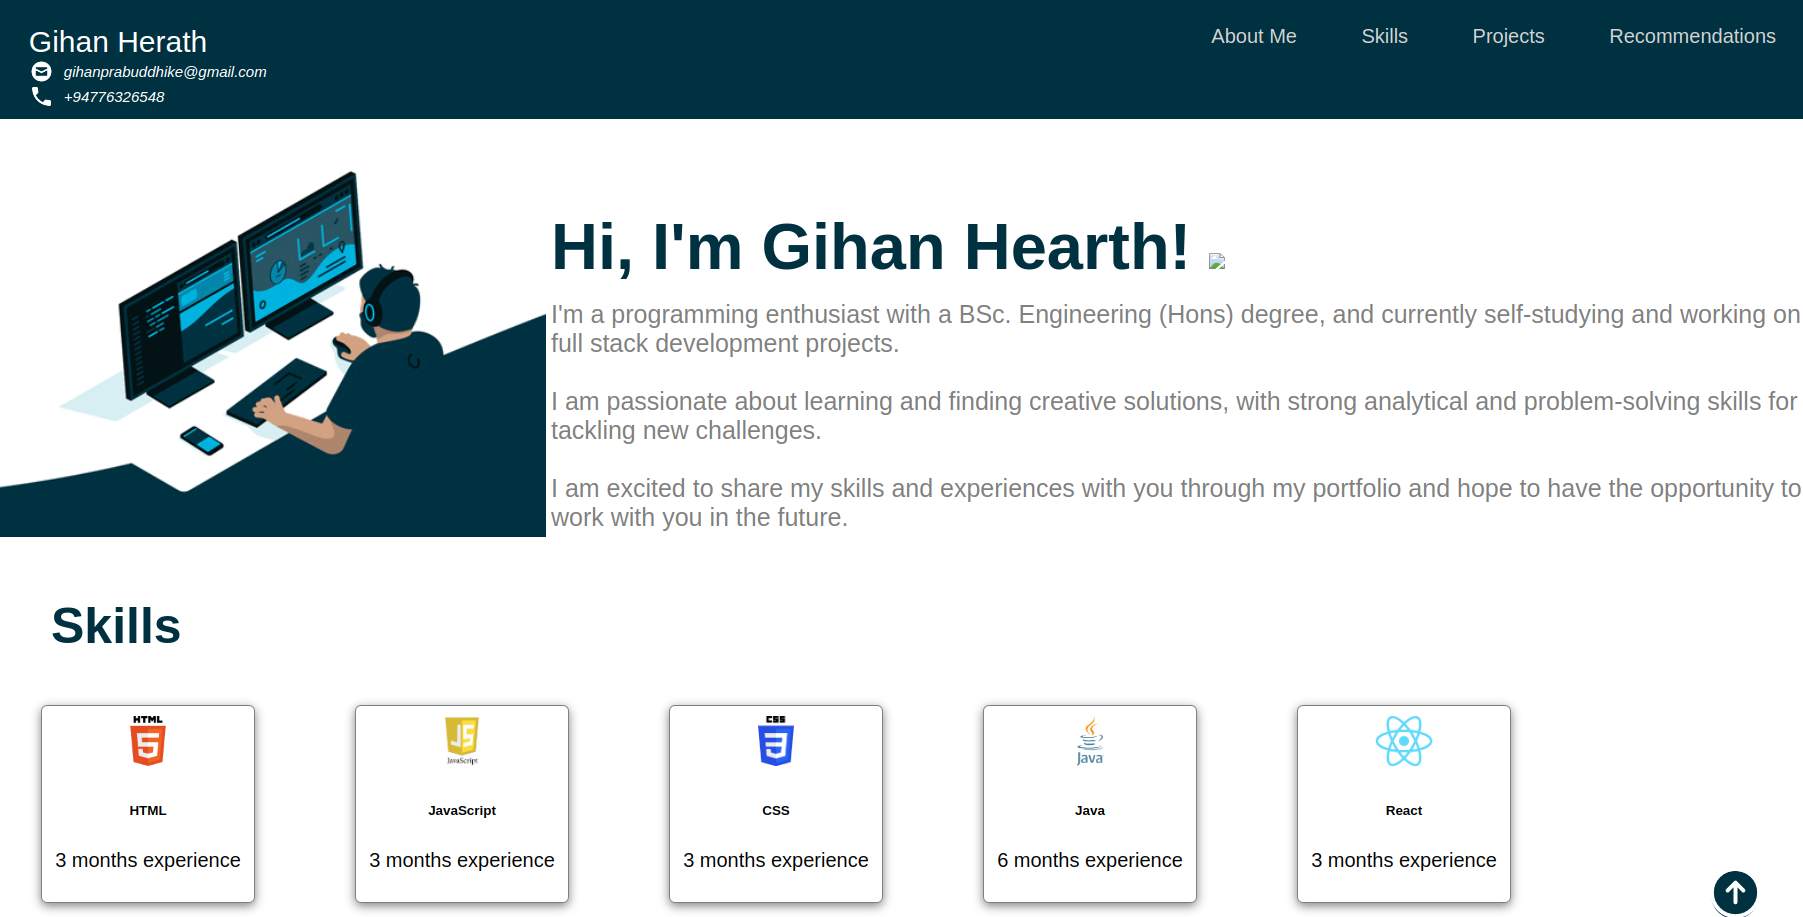 Gihan Herath
gihanprabuddhike@gmail.com
+94776326548
About Me Skills Projects Recommendations
Hi, I'm Gihan Hearth!
I'm a programming enthusiast with a BSc. Engineering (Hons) degree, and currently self-studying and working on
full stack development projects.
I am passionate about learning and finding creative solutions, with strong analytical and problem-solving skills for
tackling new challenges.
I am excited to share my skills and experiences with you through my portfolio and hope to have the opportunity to
work with you in the future.
Skills
HTML
5
HTML
3 months experience
JS
JavaScript
JavaScript
3 months experience
CSS
3
CSS
3 months experience
Java
Java
6 months experience
React
3 months experience